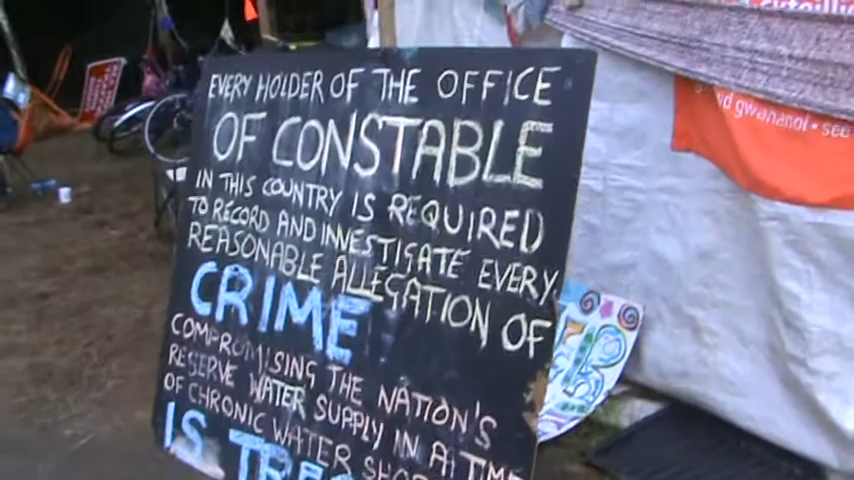 EVERY HOLDER OF THE OFFICE
OF CONSTABLE
IN THIS COUNTRY IS REQUIRED
TO RECORD AND INVESTIGATE EVERY
REASONABLE ALLEGATION OF
CRIME
COMPROMISING THE NATION'S
RESERVE WATER SUPPLY IN A TIME
OF CHRONIC WATER
IS
gwananol • see